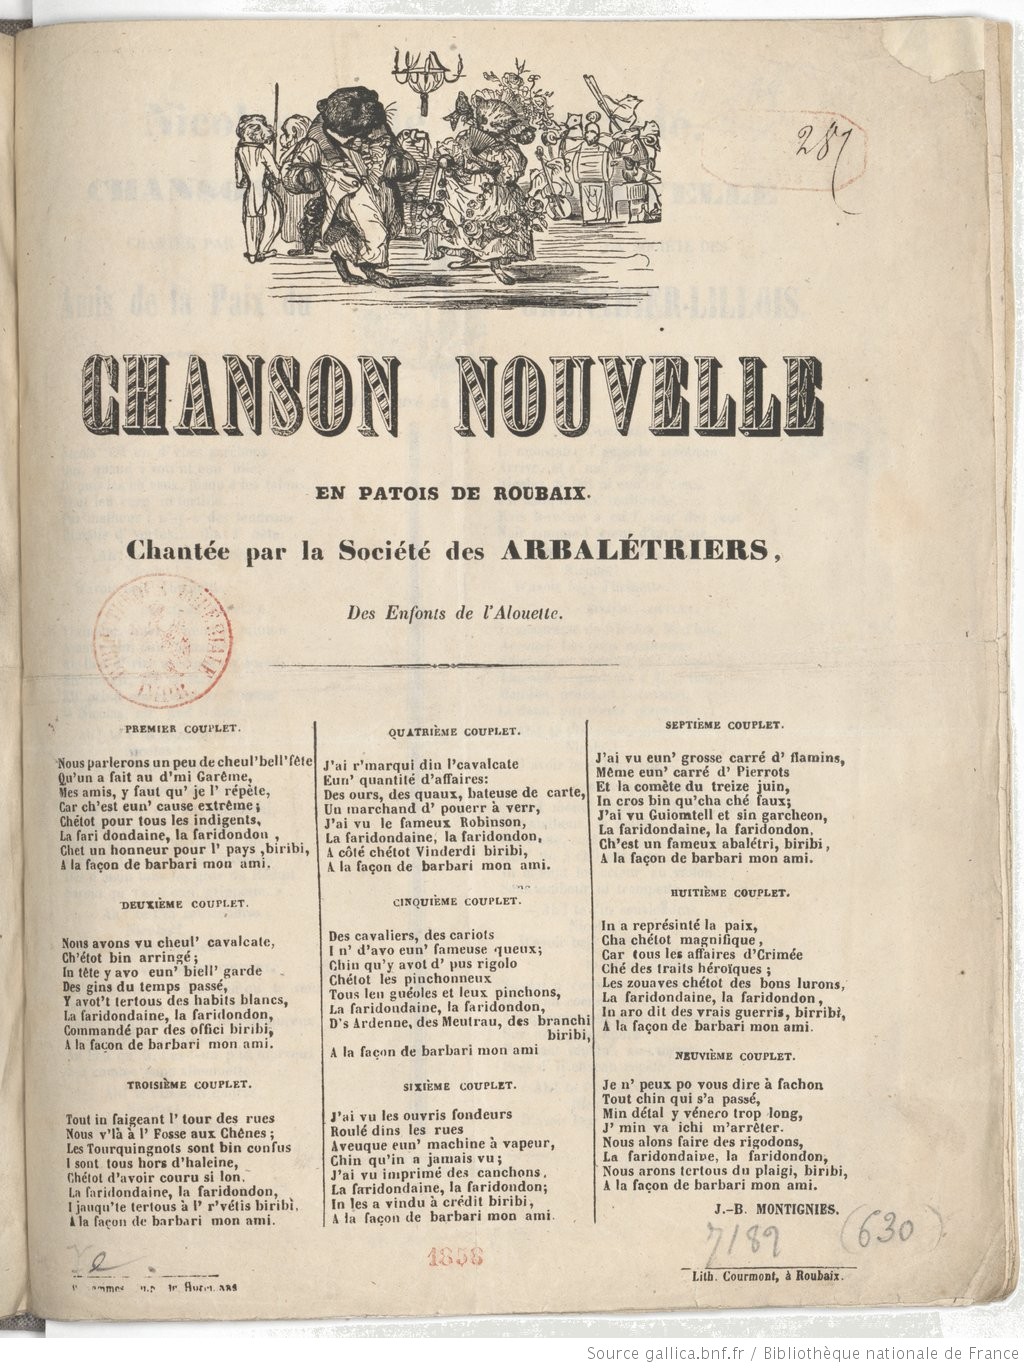 287
CHANSON NOUVELLE
EN PATOIS DE ROUBAIX.
Chantée par la Société des ARBALÉTRIERS,
Des Enfonts de l'Alouette.
PREMIER COUPLET.
Nous parlerons un peu de cheul'bell'fête
Qu'un a fait au d'mi Garême,
Mes amis, y faut qu' je l' répète,
Car ch'est eun' cause extrême;
Chétot pour tous les indigents,
La fari dondaine, la faridondon,
Chet un honneur pour l' pays, biribi,
A la façon de barbari mon ami.
DEUXIÈME COUPLET.
Nous avons vu cheul' cavalcate,
Ch'étot bin arringé;
In tête y avo eun' biell' garde
Des gins du temps passé,
Y avot't tertous des habits blancs,
La faridondaine, la faridondon,
Commandé par des offici biribi,
A la façon de barbari mon ami.
TROISIÈME COUPLET.
Tout in faigeant l' tour des rues
Nous v'là à l' Fosse aux Chênes;
Les Tourquingnots sont bin confus
I sont tous hors d'haleine,
Chétot d'avoir couru si lon.
La faridondaine, la faridondon,
I jauqu'te tertous à l' r'vétis biribi,
A la façon de barbari mon ami.
QUATRIÈME COUPLET.
J'ai r'marqui din l'cavalcate
Eun' quantité d'affaires:
Des ours, des quaux, bateuse de carte,
Un marchand d' pouerr à verr,
J'ai vu le fameux Robinson,
La faridondaine, la faridondon,
A côté chétot Vinderdi biribi,
A la façon de barbari mon ami.
CINQUIÈME COUPLET.
Des cavaliers, des cariots
I n' d'avo eun' fameuse queux;
Chin qu'y avot d' pus rigolo
Chétot les pinchonneux
Tous leu guéoles et leux pinchons,
La faridondaine, la faridondon,
D's Ardenne, des Meutrau, des branchi
biribi,
A la façon de barbari mon ami
SIXIÈME COUPLET.
J'ai vu les ouvris fondeurs
Roulé dins les rues
Aveuque eun' machine à vapeur,
Chin qu'in a jamais vu;
J'ai vu imprimé des canchons,
La faridondaine, la faridondon;
In les a vindu à crédit biribi,
A la façon de barbari mon ami.
SEPTIÈME COUPLET.
J'ai vu eun' grosse carré d' flamins,
Même eun' carré d' Pierrots
Et la comète du treize juin,
In cros bin qu'cha ché faux;
J'ai vu Guiomtell et sin garcheon,
La faridondaine, la faridondon,
Ch'est un fameux abalétri, biribi,
A la façon de barbari mon ami.
HUITIÈME COUPLET.
In a représinté la paix,
Cha chétot magnifique,
Car tous les affaires d'Crimée
Ché des traits héroïques;
Les zouaves chétot des bons lurons,
La faridondaine, la faridondon,
In aro dit des vrais guerris, birribi,
A la façon de barbari mon ami.
NEUVIÈME COUPLET.
Je n' peux po vous dire à fachon
Tout chin qui s'a passé,
Min détal y vénero trop long,
J' min va ichi m'arrêter.
Nous alons faire des rigodons,
La faridondaine, la faridondon,
Nous arons tertous du plaigi, biribi,
A la façon de barbari mon ami.
J.-B. MONTIGNIES.
7189
(630)
1858
Lith. Courmont, à Roubaix.
Source gallica.bnf.fr / Bibliothèque nationale de France